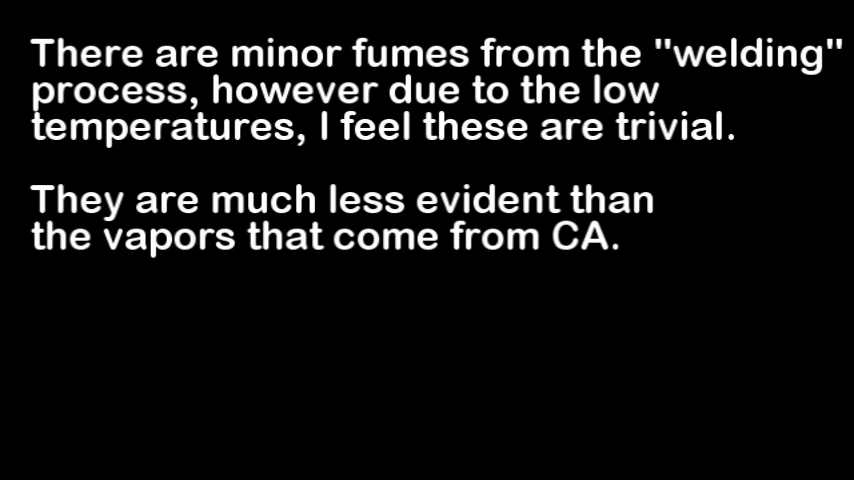 There are minor fumes from the "welding"
process, however due to the low
temperatures, I feel these are trivial.
They are much less evident than
the vapors that come from CA.